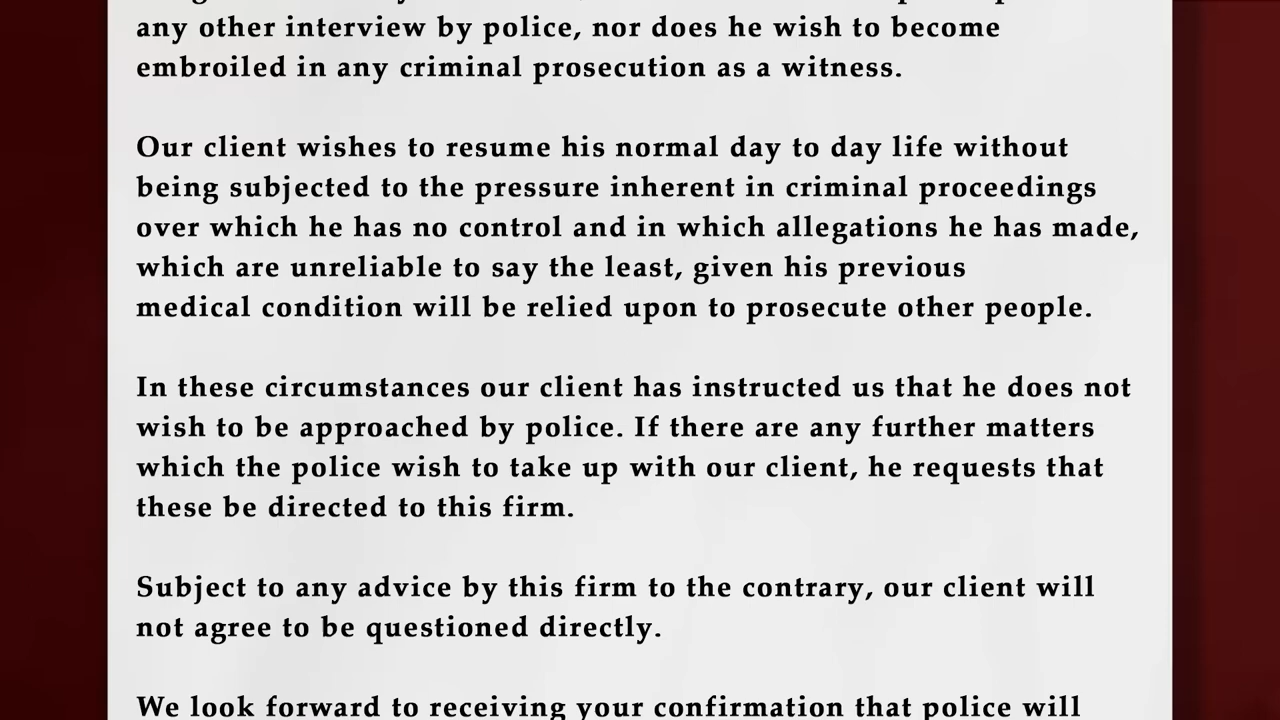 any other interview by police, nor does he wish to become
embroiled in any criminal prosecution as a witness.
Our client wishes to resume his normal day to day life without
being subjected to the pressure inherent in criminal proceedings
over which he has no control and in which allegations he has made,
which are unreliable to say the least, given his previous
medical condition will be relied upon to prosecute other people.
In these circumstances our client has instructed us that he does not
wish to be approached by police. If there are any further matters
which the police wish to take up with our client, he requests that
these be directed to this firm.
Subject to any advice by this firm to the contrary, our client will
not agree to be questioned directly.
We look forward to receiving your confirmation that police will